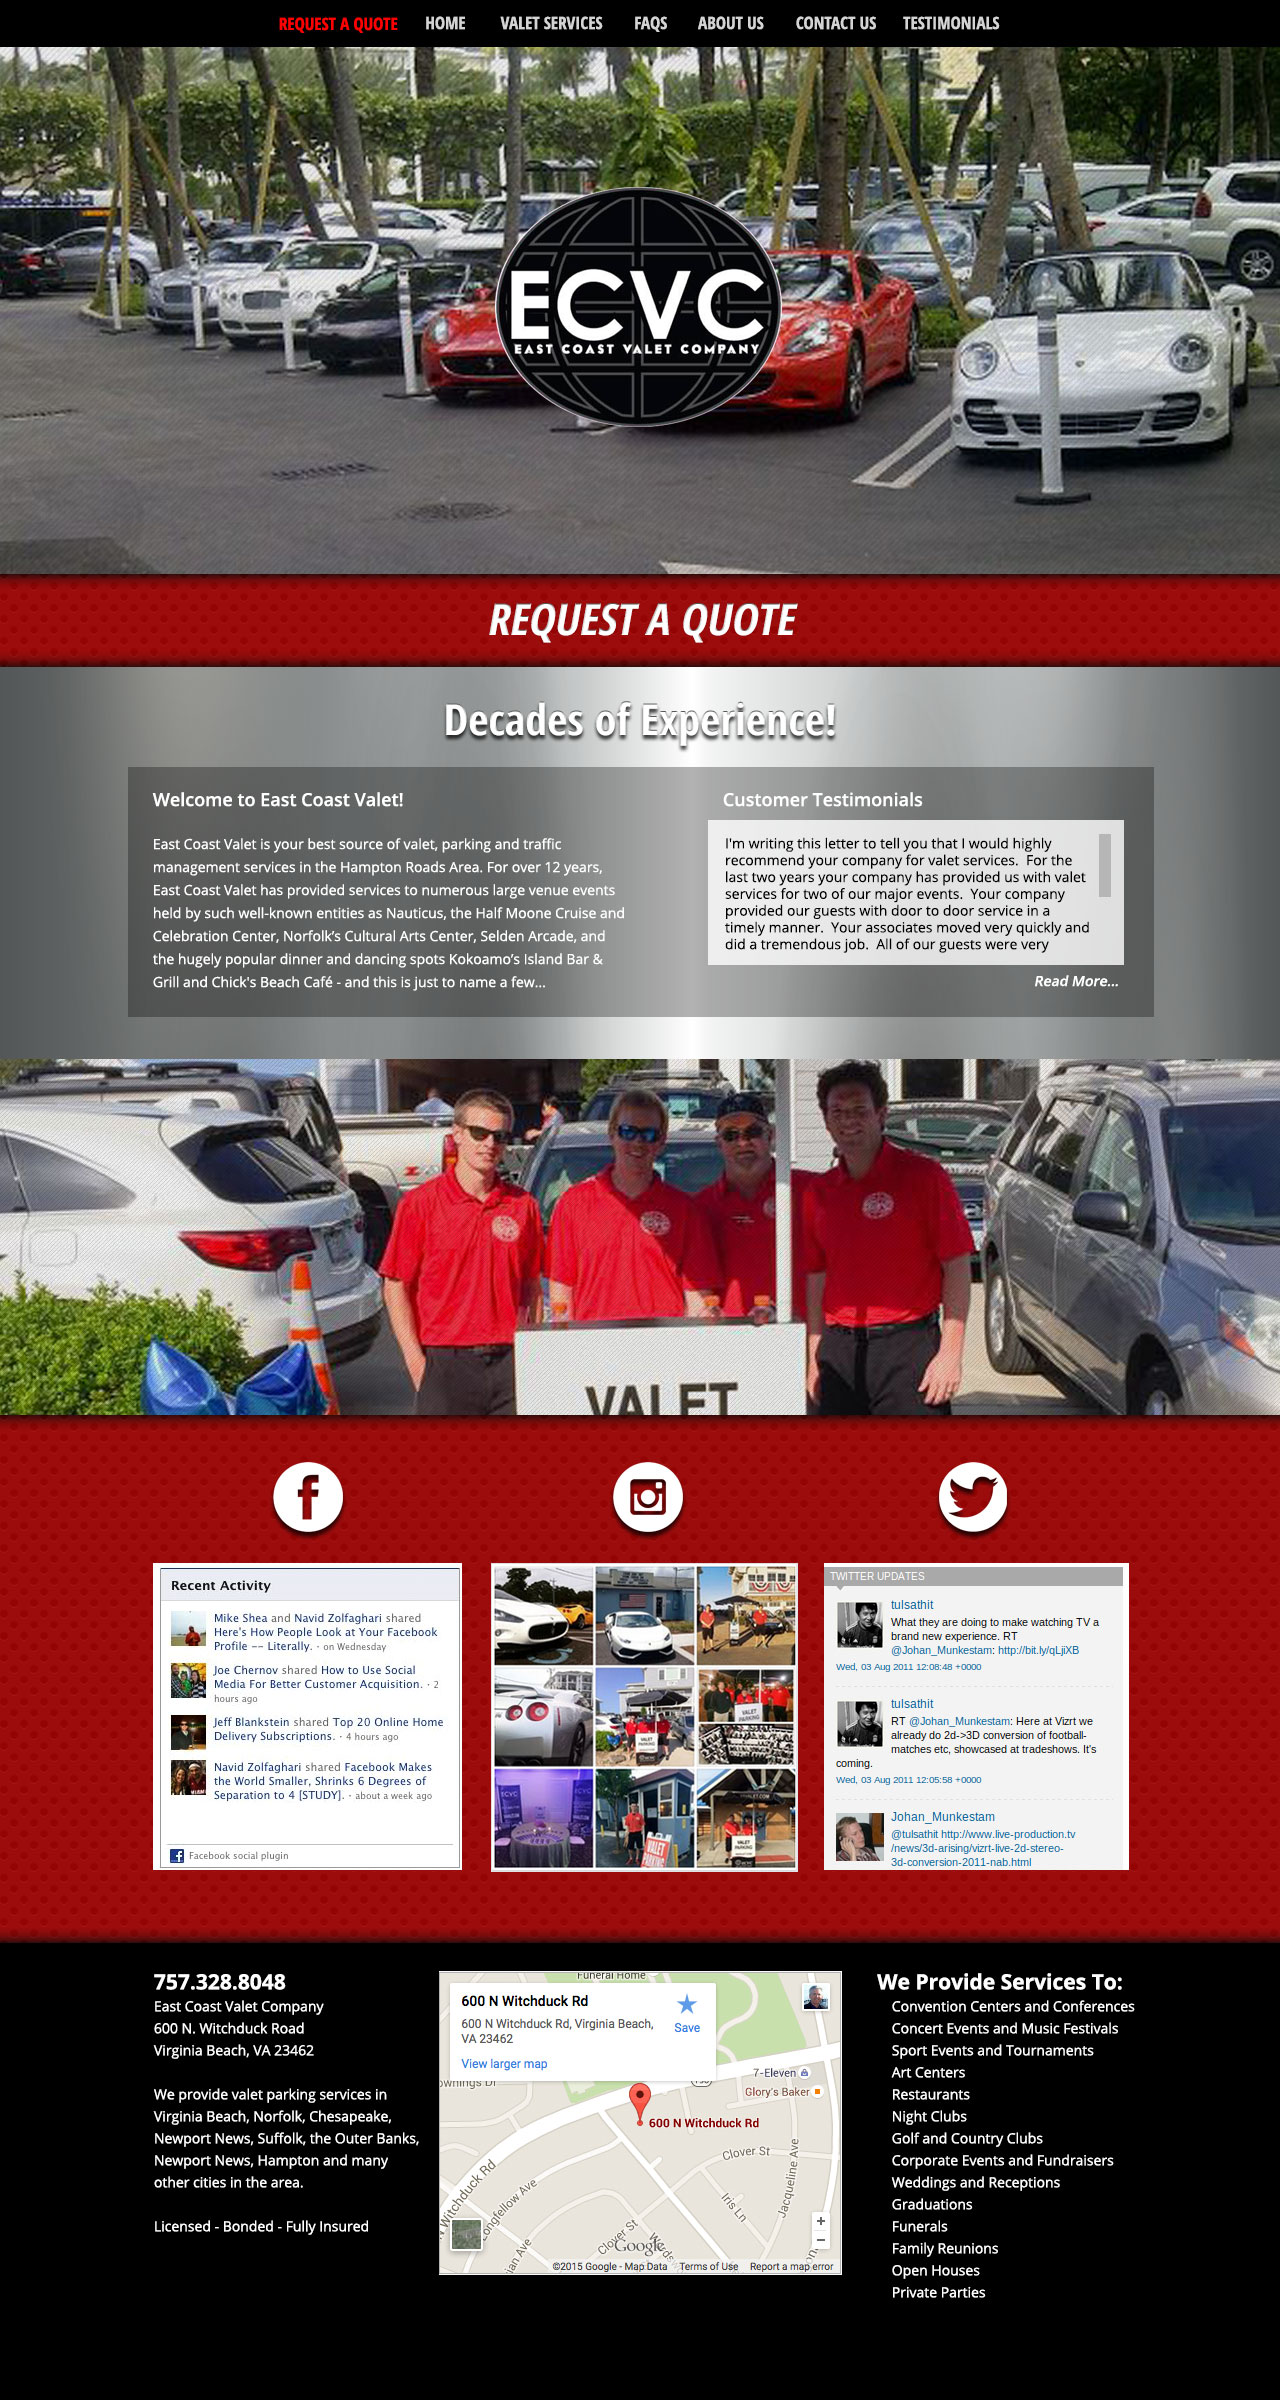 REQUEST A QUOTE HOME VALET SERVICES FAQS ABOUT US CONTACT US TESTIMONIALS
ECVC
EAST COAST VALET COMPANY
REQUEST A QUOTE
Decades of Experience!
Welcome to East Coast Valet!
East Coast Valet is your best source of valet, parking and traffic
management services in the Hampton Roads Area. For over 12 years,
East Coast Valet has provided services to numerous large venue events
held by such well-known entities as Nauticus, the Half Moone Cruise and
Celebration Center, Norfolk's Cultural Arts Center, Selden Arcade, and
the hugely popular dinner and dancing spots Kokoamo's Island Bar &
Grill and Chick's Beach Café - and this is just to name a few...
Customer Testimonials
I'm writing this letter to tell you that I would highly
recommend your company for valet services. For the
last two years your company has provided us with valet
services for two of our major events. Your company
provided our guests with door to door service in a
timely manner. Your associates moved very quickly and
did a tremendous job. All of our guests were very
Read More...
VALET
Recent Activity
Mike Shea and Navid Zolfaghari shared
Here's How People Look at Your Facebook
Profile -- Literally. · on Wednesday
Joe Chernov shared How to Use Social
Media For Better Customer Acquisition. · 2
hours ago
Jeff Blankstein shared Top 20 Online Home
Delivery Subscriptions. · 4 hours ago
Navid Zolfaghari shared Facebook Makes
the World Smaller, Shrinks 6 Degrees of
Separation to 4 [STUDY]. · about a week ago
Facebook social plugin
VALET
PARKING
ECVC
VALET
PARKING
VALET
PARKING
TWITTER UPDATES
tulsathit
What they are doing to make watching TV a
brand new experience. RT
@Johan_Munkestam: http://bit.ly/qLjiXB
Wed, 03 Aug 2011 12:08:48 +0000
tulsathit
RT @Johan_Munkestam: Here at Vizrt we
already do 2d->3D conversion of football-
matches etc, showcased at tradeshows. It's
coming.
Wed, 03 Aug 2011 12:05:58 +0000
Johan_Munkestam
@tulsathit http://www.live-production.tv
/news/3d-arising/vizrt-live-2d-stereo-
3d-conversion-2011-nab.html
757.328.8048
East Coast Valet Company
600 N. Witchduck Road
Virginia Beach, VA 23462
We provide valet parking services in
Virginia Beach, Norfolk, Chesapeake,
Newport News, Suffolk, the Outer Banks,
Newport News, Hampton and many
other cities in the area.
Licensed - Bonded - Fully Insured
Funeral Home
600 N Witchduck Rd
600 N Witchduck Rd, Virginia Beach,
VA 23462
Save
View larger map
ownings Dr
7-Eleven
Glory's Baker
600 N Witchduck Rd
Clover St
Jacqueline Ave
Iris Ln
N Witchduck Rd
Longfellow Ave
Clover St
ian Ave
Google
+
−
©2015 Google - Map Data Terms of Use Report a map error
We Provide Services To:
Convention Centers and Conferences
Concert Events and Music Festivals
Sport Events and Tournaments
Art Centers
Restaurants
Night Clubs
Golf and Country Clubs
Corporate Events and Fundraisers
Weddings and Receptions
Graduations
Funerals
Family Reunions
Open Houses
Private Parties